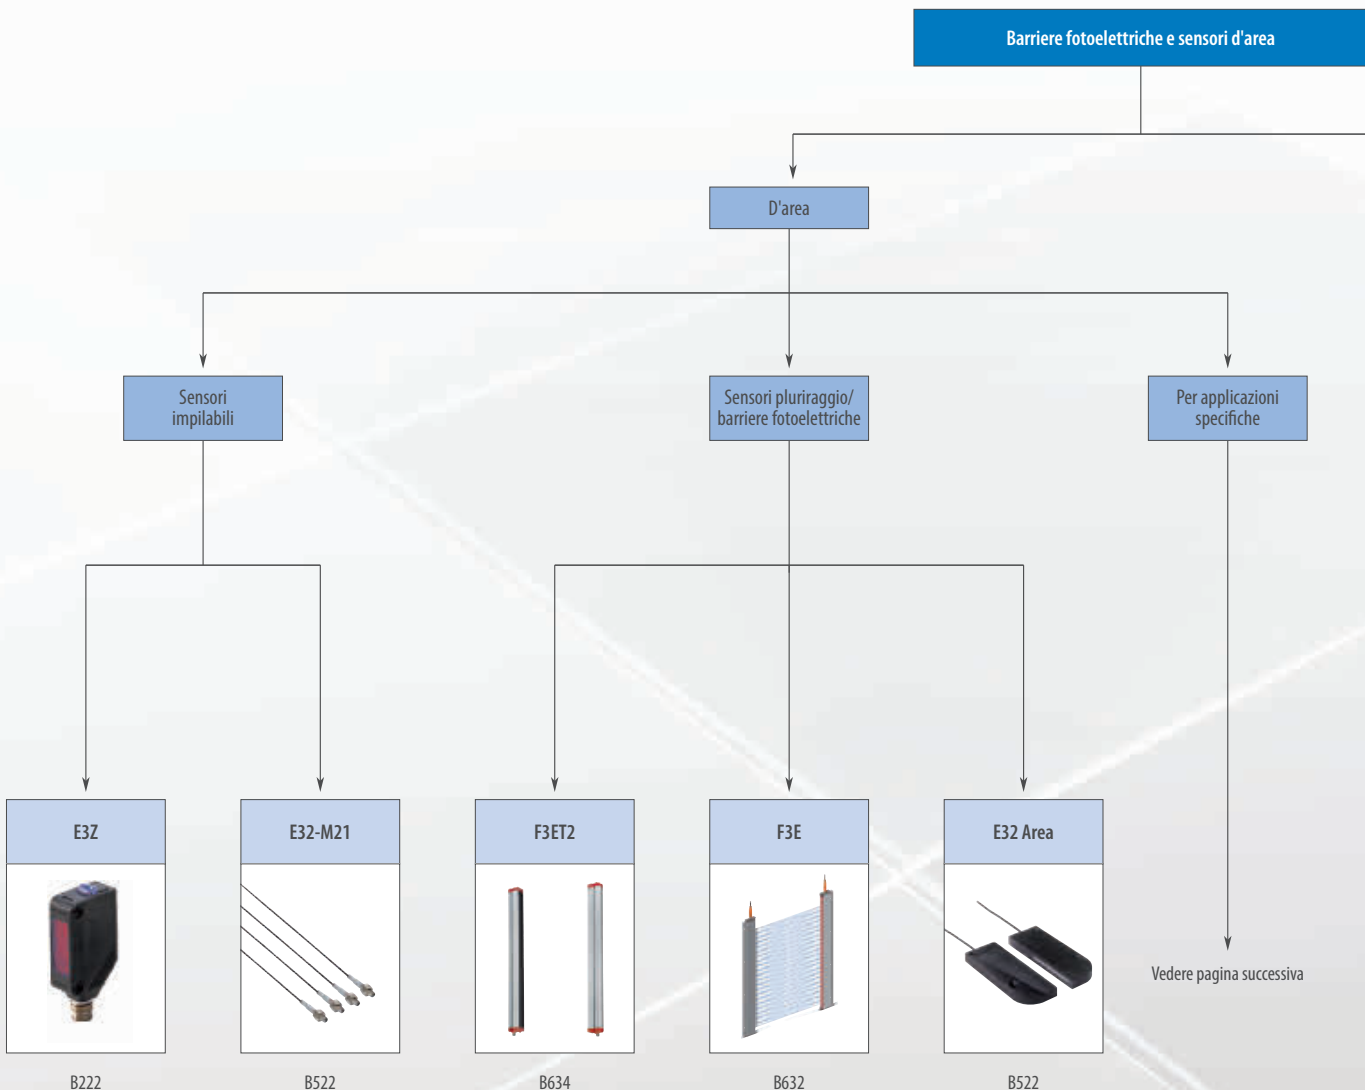 Barriere fotoelettriche e sensori d'area
D'area
Sensori
impilabili
Sensori pluriraggio/
barriere fotoelettriche
Per applicazioni
specifiche
E3Z
E32-M21
F3ET2
F3E
E32 Area
Vedere pagina successiva
B222
B522
B634
B632
B522